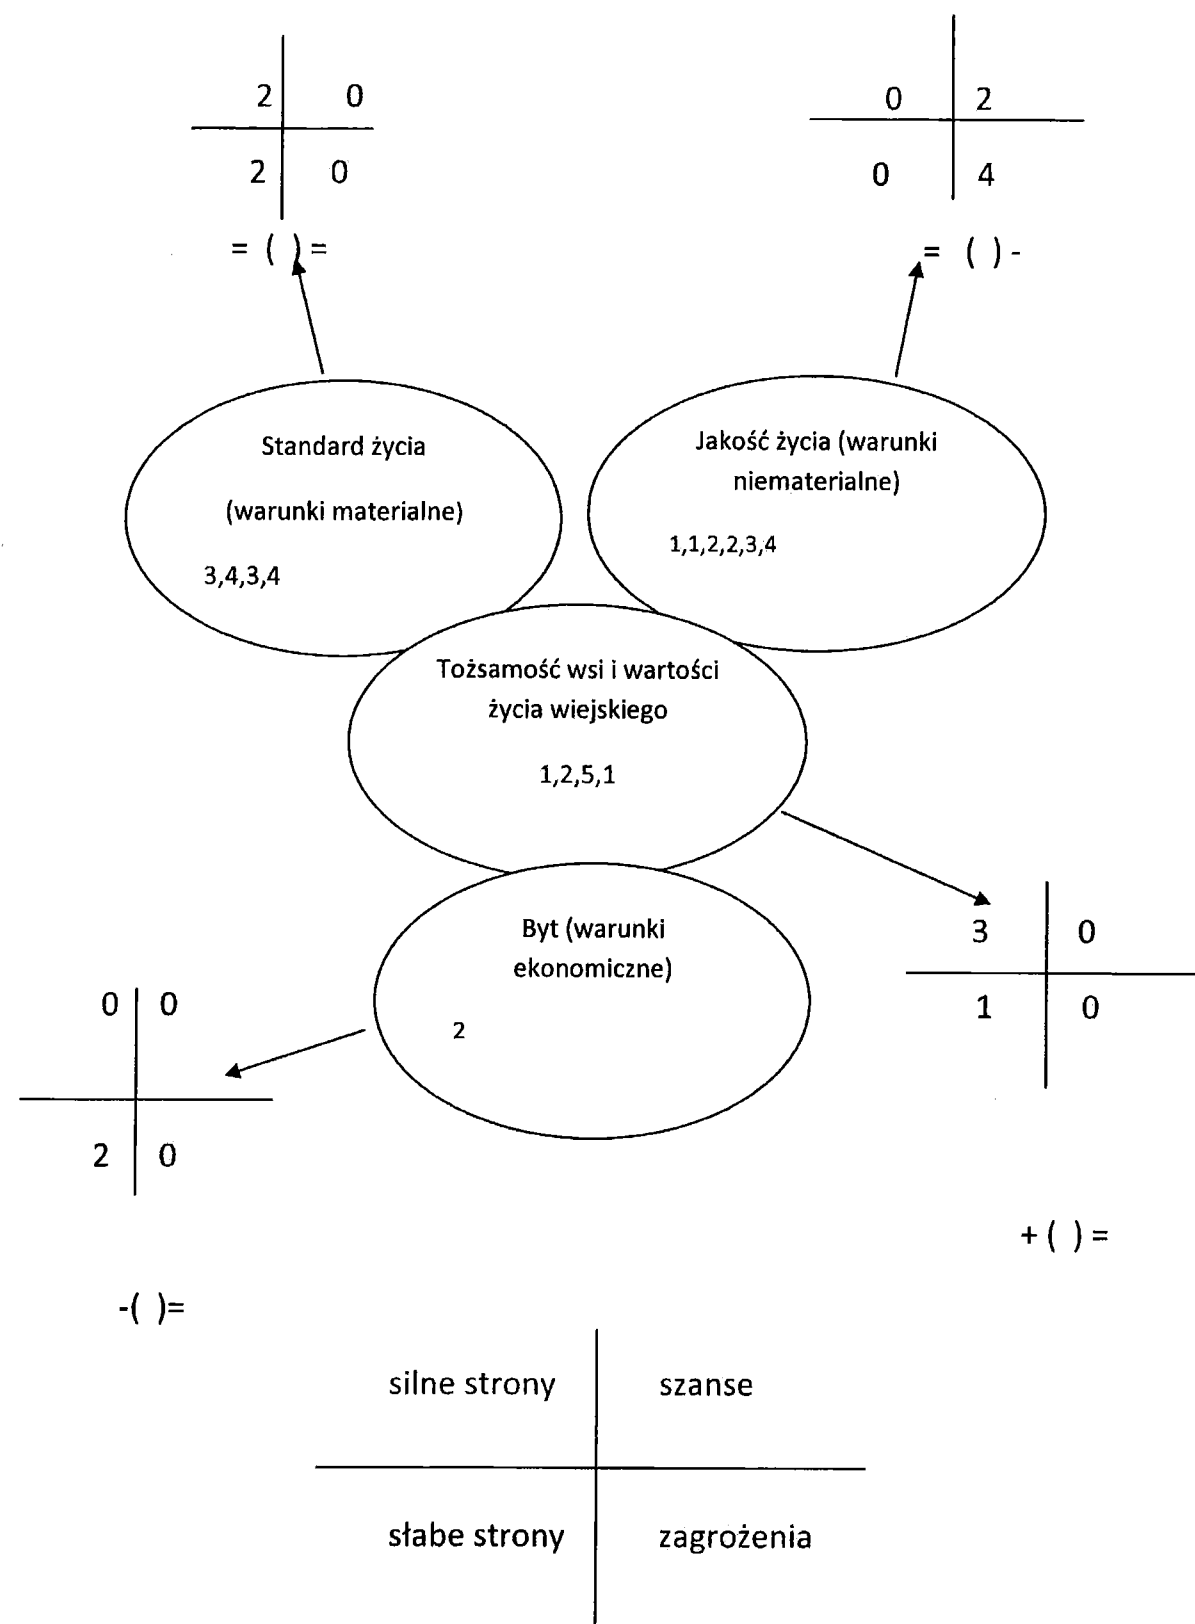 2 0
2 0
= ( ) =
0 2
0 4
= ( ) -
Standard życia
(warunki materialne)
3,4,3,4
Jakość życia (warunki
niematerialne)
1,1,2,2,3,4
Tożsamość wsi i wartości
życia wiejskiego
1,2,5,1
Byt (warunki
ekonomiczne)
2
3 0
1 0
+ ( ) =
0 0
2 0
-( )=
silne strony szanse
słabe strony zagrożenia